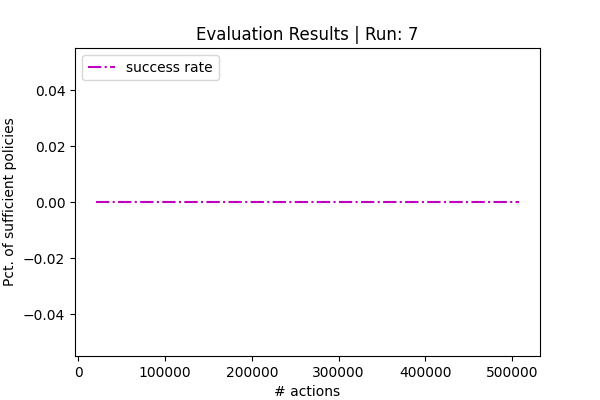 Evaluation Results | Run: 7
success rate
Pct. of sufficient policies
0.04
0.02
0.00
−0.02
−0.04
0 100000 200000 300000 400000 500000
# actions